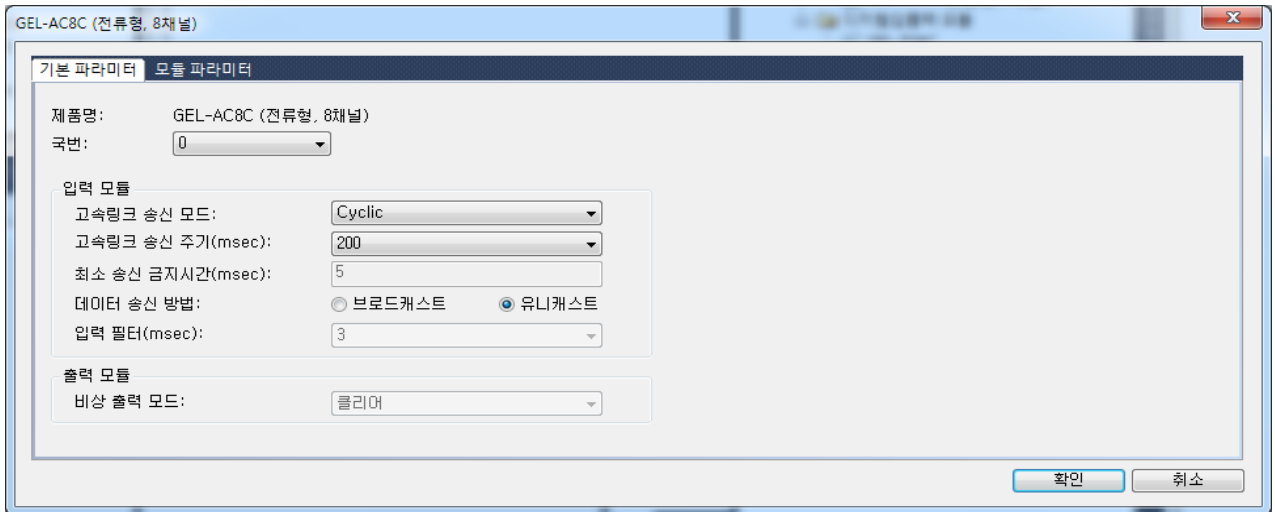 GEL-AC8C (전류형, 8채널)
기본 파라미터 모듈 파라미터
제품명: GEL-AC8C (전류형, 8채널)
국번: 0
입력 모듈
고속링크 송신 모드: Cyclic
고속링크 송신 주기(msec): 200
최소 송신 금지시간(msec): 5
데이터 송신 방법: 브로드캐스트 유니캐스트
입력 필터(msec): 3
출력 모듈
비상 출력 모드: 클리어
확인 취소